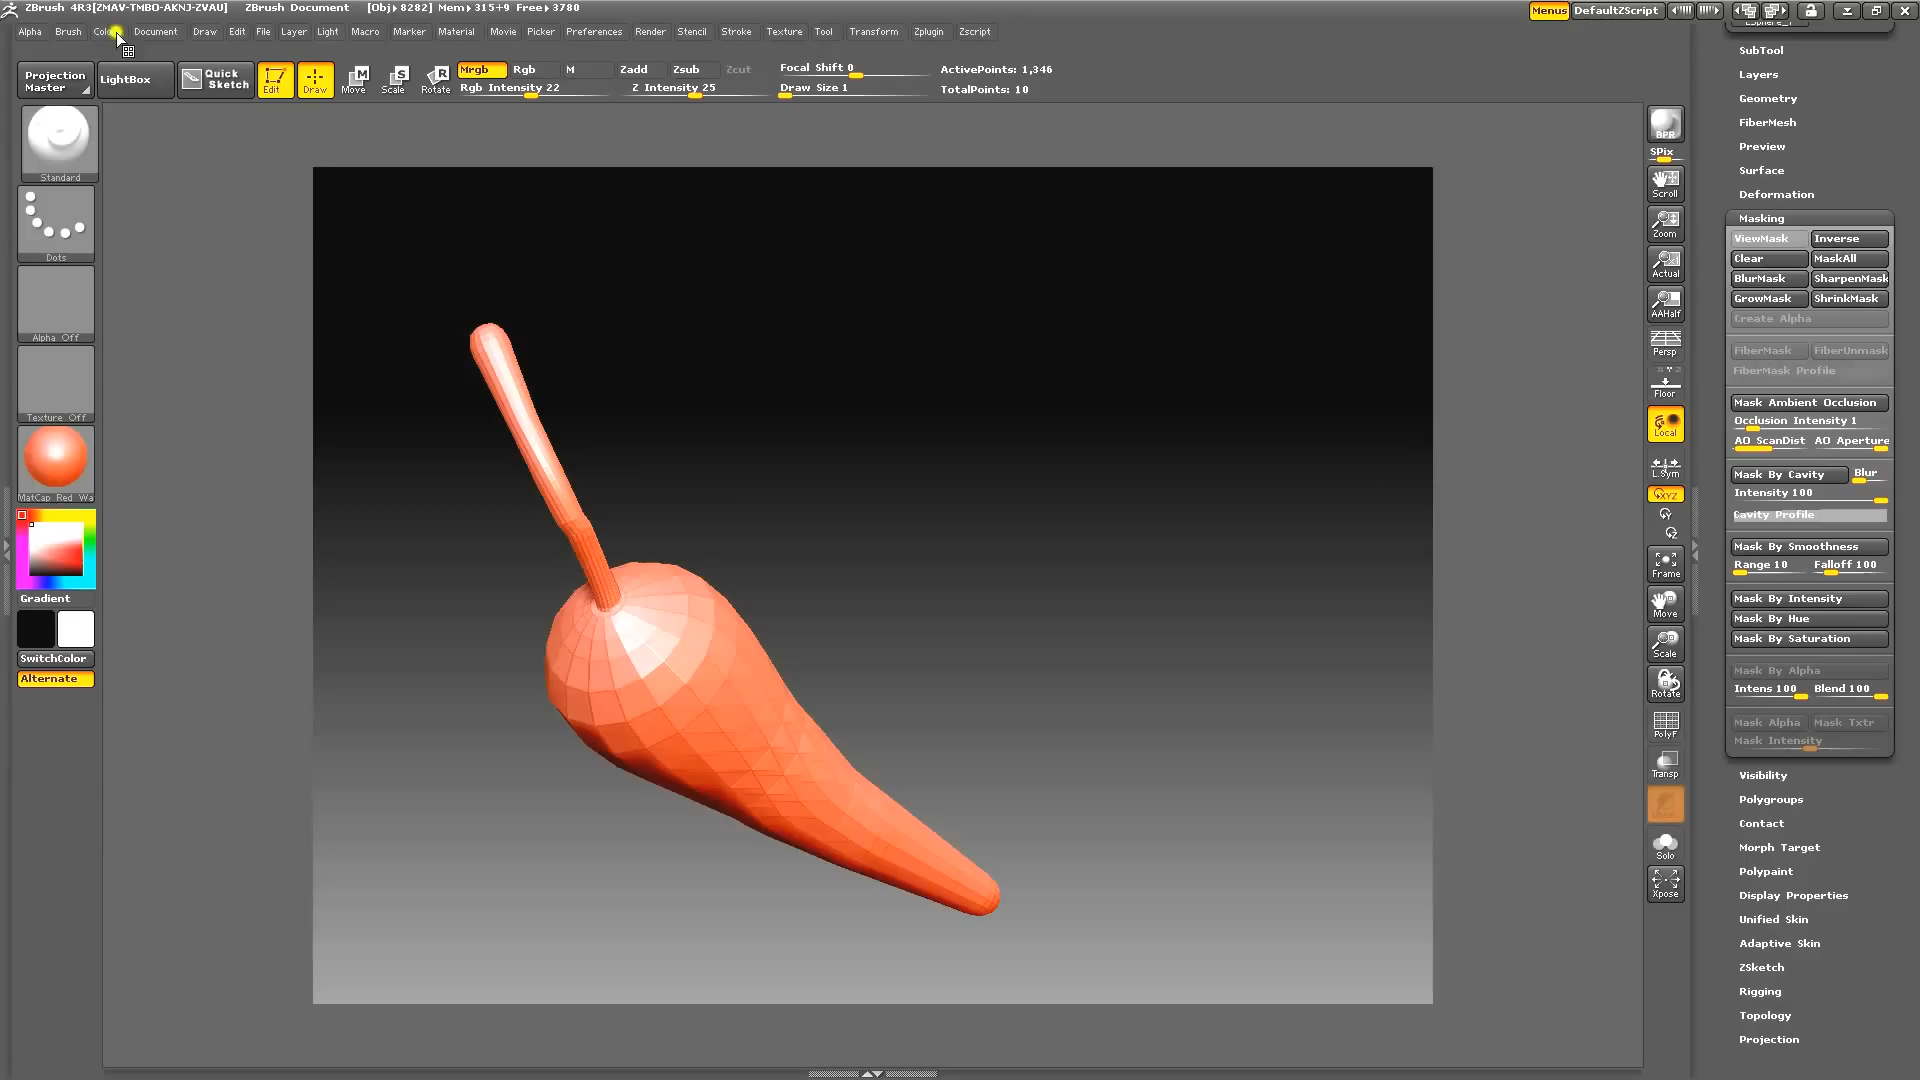 ZBrush 4R3[ZMAV-TMBO-AKNJ-ZVAU] ZBrush Document [Obj▸8282] Mem▸315+9 Free▸3780 Menus DefaultZScript
Alpha Brush Document Draw Edit File Layer Light Macro Marker Material Movie Picker Preferences Render Stencil Stroke Texture Tool Transform Zplugin Zscript
Projection Master LightBox Quick Sketch Edit Draw Move Scale Rotate
M S R
Mrgb Rgb M Zadd Zsub Zcut Focal Shift 0 ActivePoints: 1,346
Rgb Intensity 22 Z Intensity 25 Draw Size 1 TotalPoints: 10
Standard
Dots
Alpha Off
Texture Off
MatCap Red Wa
Gradient
SwitchColor
Alternate
BPR
SPix
Scroll
Zoom
Actual
AAHalf
Persp
Floor
Local
L.Sym
XYZ
Y
Z
Frame
Move
Scale
Rotate
PolyF
Transp
Solo
Xpose
SubTool
Layers
Geometry
FiberMesh
Preview
Surface
Deformation
Masking
ViewMask Inverse
Clear MaskAll
BlurMask SharpenMask
GrowMask ShrinkMask
Create Alpha
FiberMask FiberUnmask
FiberMask Profile
Mask Ambient Occlusion
Occlusion Intensity 1
AO ScanDist AO Aperture
Mask By Cavity Blur
Intensity 100
Cavity Profile
Mask By Smoothness
Range 10 Falloff 100
Mask By Intensity
Mask By Hue
Mask By Saturation
Mask By Alpha
Intens 100 Blend 100
Mask Alpha Mask Txtr
Mask Intensity
Visibility
Polygroups
Contact
Morph Target
Polypaint
Display Properties
Unified Skin
Adaptive Skin
ZSketch
Rigging
Topology
Projection